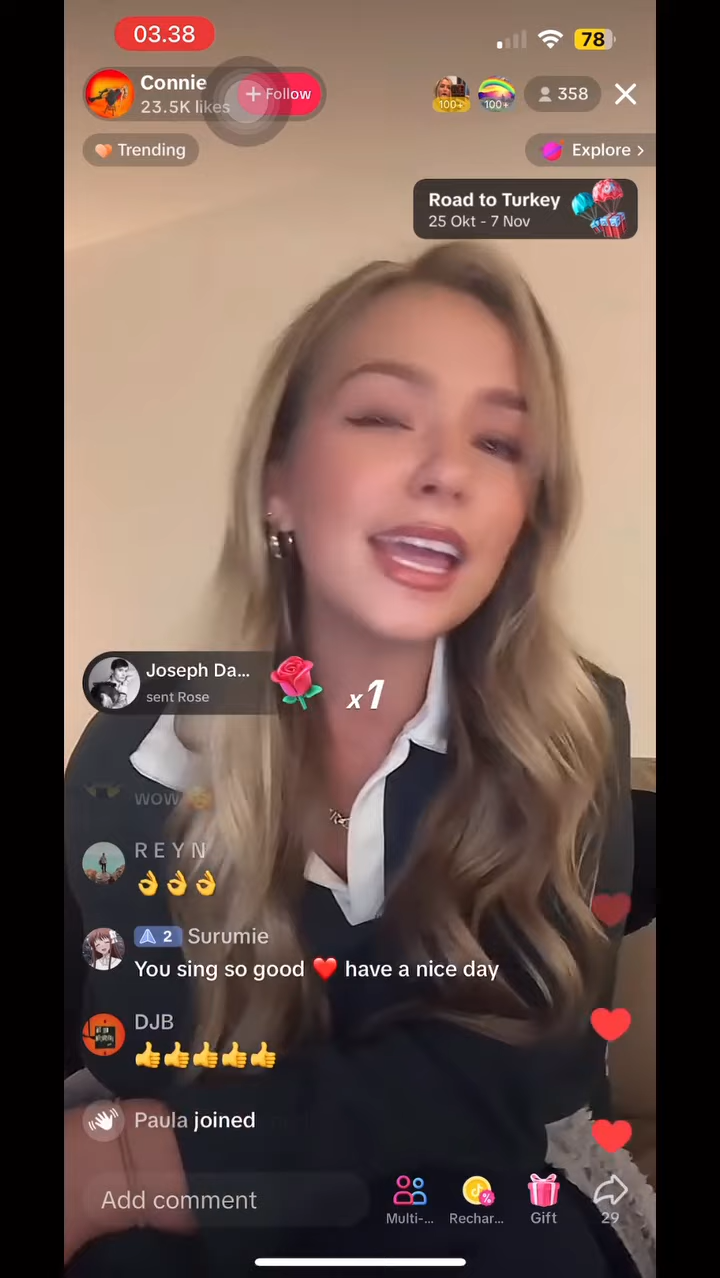 03.38
78
Connie
23.5K likes
+ Follow
100+
100+
358
Trending
Explore >
Road to Turkey
25 Okt - 7 Nov
Joseph Da...
sent Rose
x1
wow
R E Y N
2 Surumie
You sing so good ❤️ have a nice day
DJB
Paula joined
Add comment
Multi-...
Rechar...
Gift
29